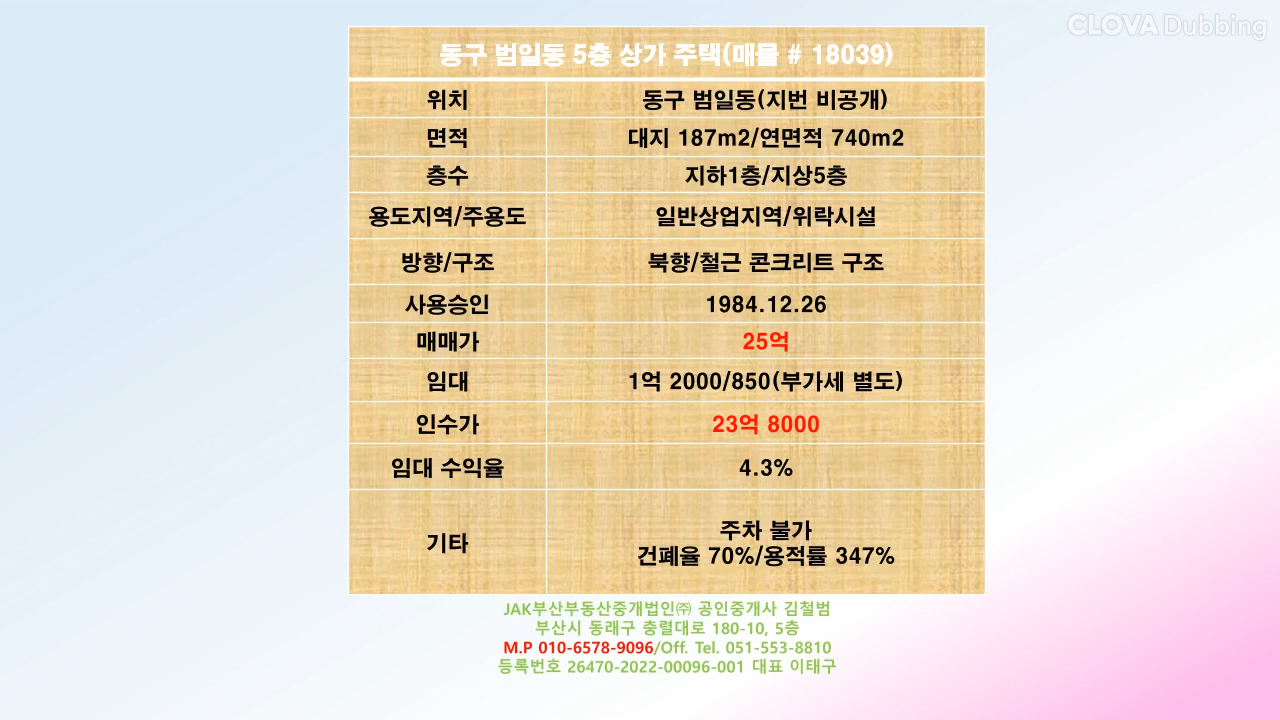 CLOVA Dubbing
동구 범일동 5층 상가 주택(매물 # 18039)
위치 동구 범일동(지번 비공개)
면적 대지 187m2/연면적 740m2
층수 지하1층/지상5층
용도지역/주용도 일반상업지역/위락시설
방향/구조 북향/철근 콘크리트 구조
사용승인 1984.12.26
매매가 25억
임대 1억 2000/850(부가세 별도)
인수가 23억 8000
임대 수익율 4.3%
기타 주차 불가
건폐율 70%/용적률 347%
JAK부산부동산중개법인㈜ 공인중개사 김철범
부산시 동래구 충렬대로 180-10, 5층
M.P 010-6578-9096/Off. Tel. 051-553-8810
등록번호 26470-2022-00096-001 대표 이태구